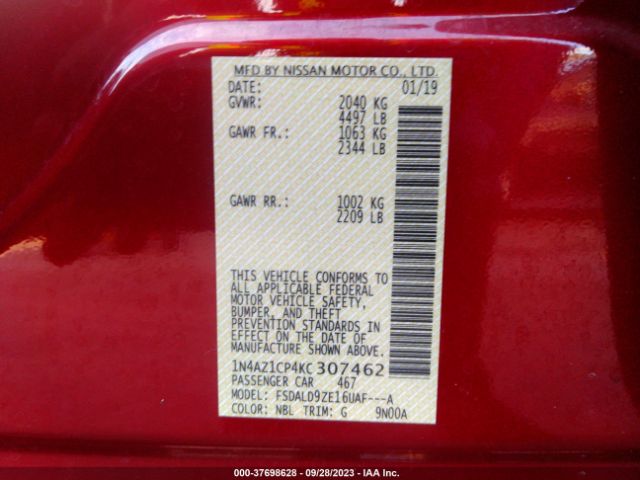 MFD BY NISSAN MOTOR CO., LTD.
DATE: 01/19
GVWR: 2040 KG
4497 LB
GAWR FR.: 1063 KG
2344 LB
GAWR RR.: 1002 KG
2209 LB
THIS VEHICLE CONFORMS TO
ALL APPLICABLE FEDERAL
MOTOR VEHICLE SAFETY,
BUMPER, AND THEFT
PREVENTION STANDARDS IN
EFFECT ON THE DATE OF
MANUFACTURE SHOWN ABOVE.
1N4AZ1CP4KC307462
PASSENGER CAR 467
MODEL: FSDALD9ZE16UAF---A
COLOR: NBL TRIM: G 9N00A
000-37698628 - 09/28/2023 - IAA Inc.